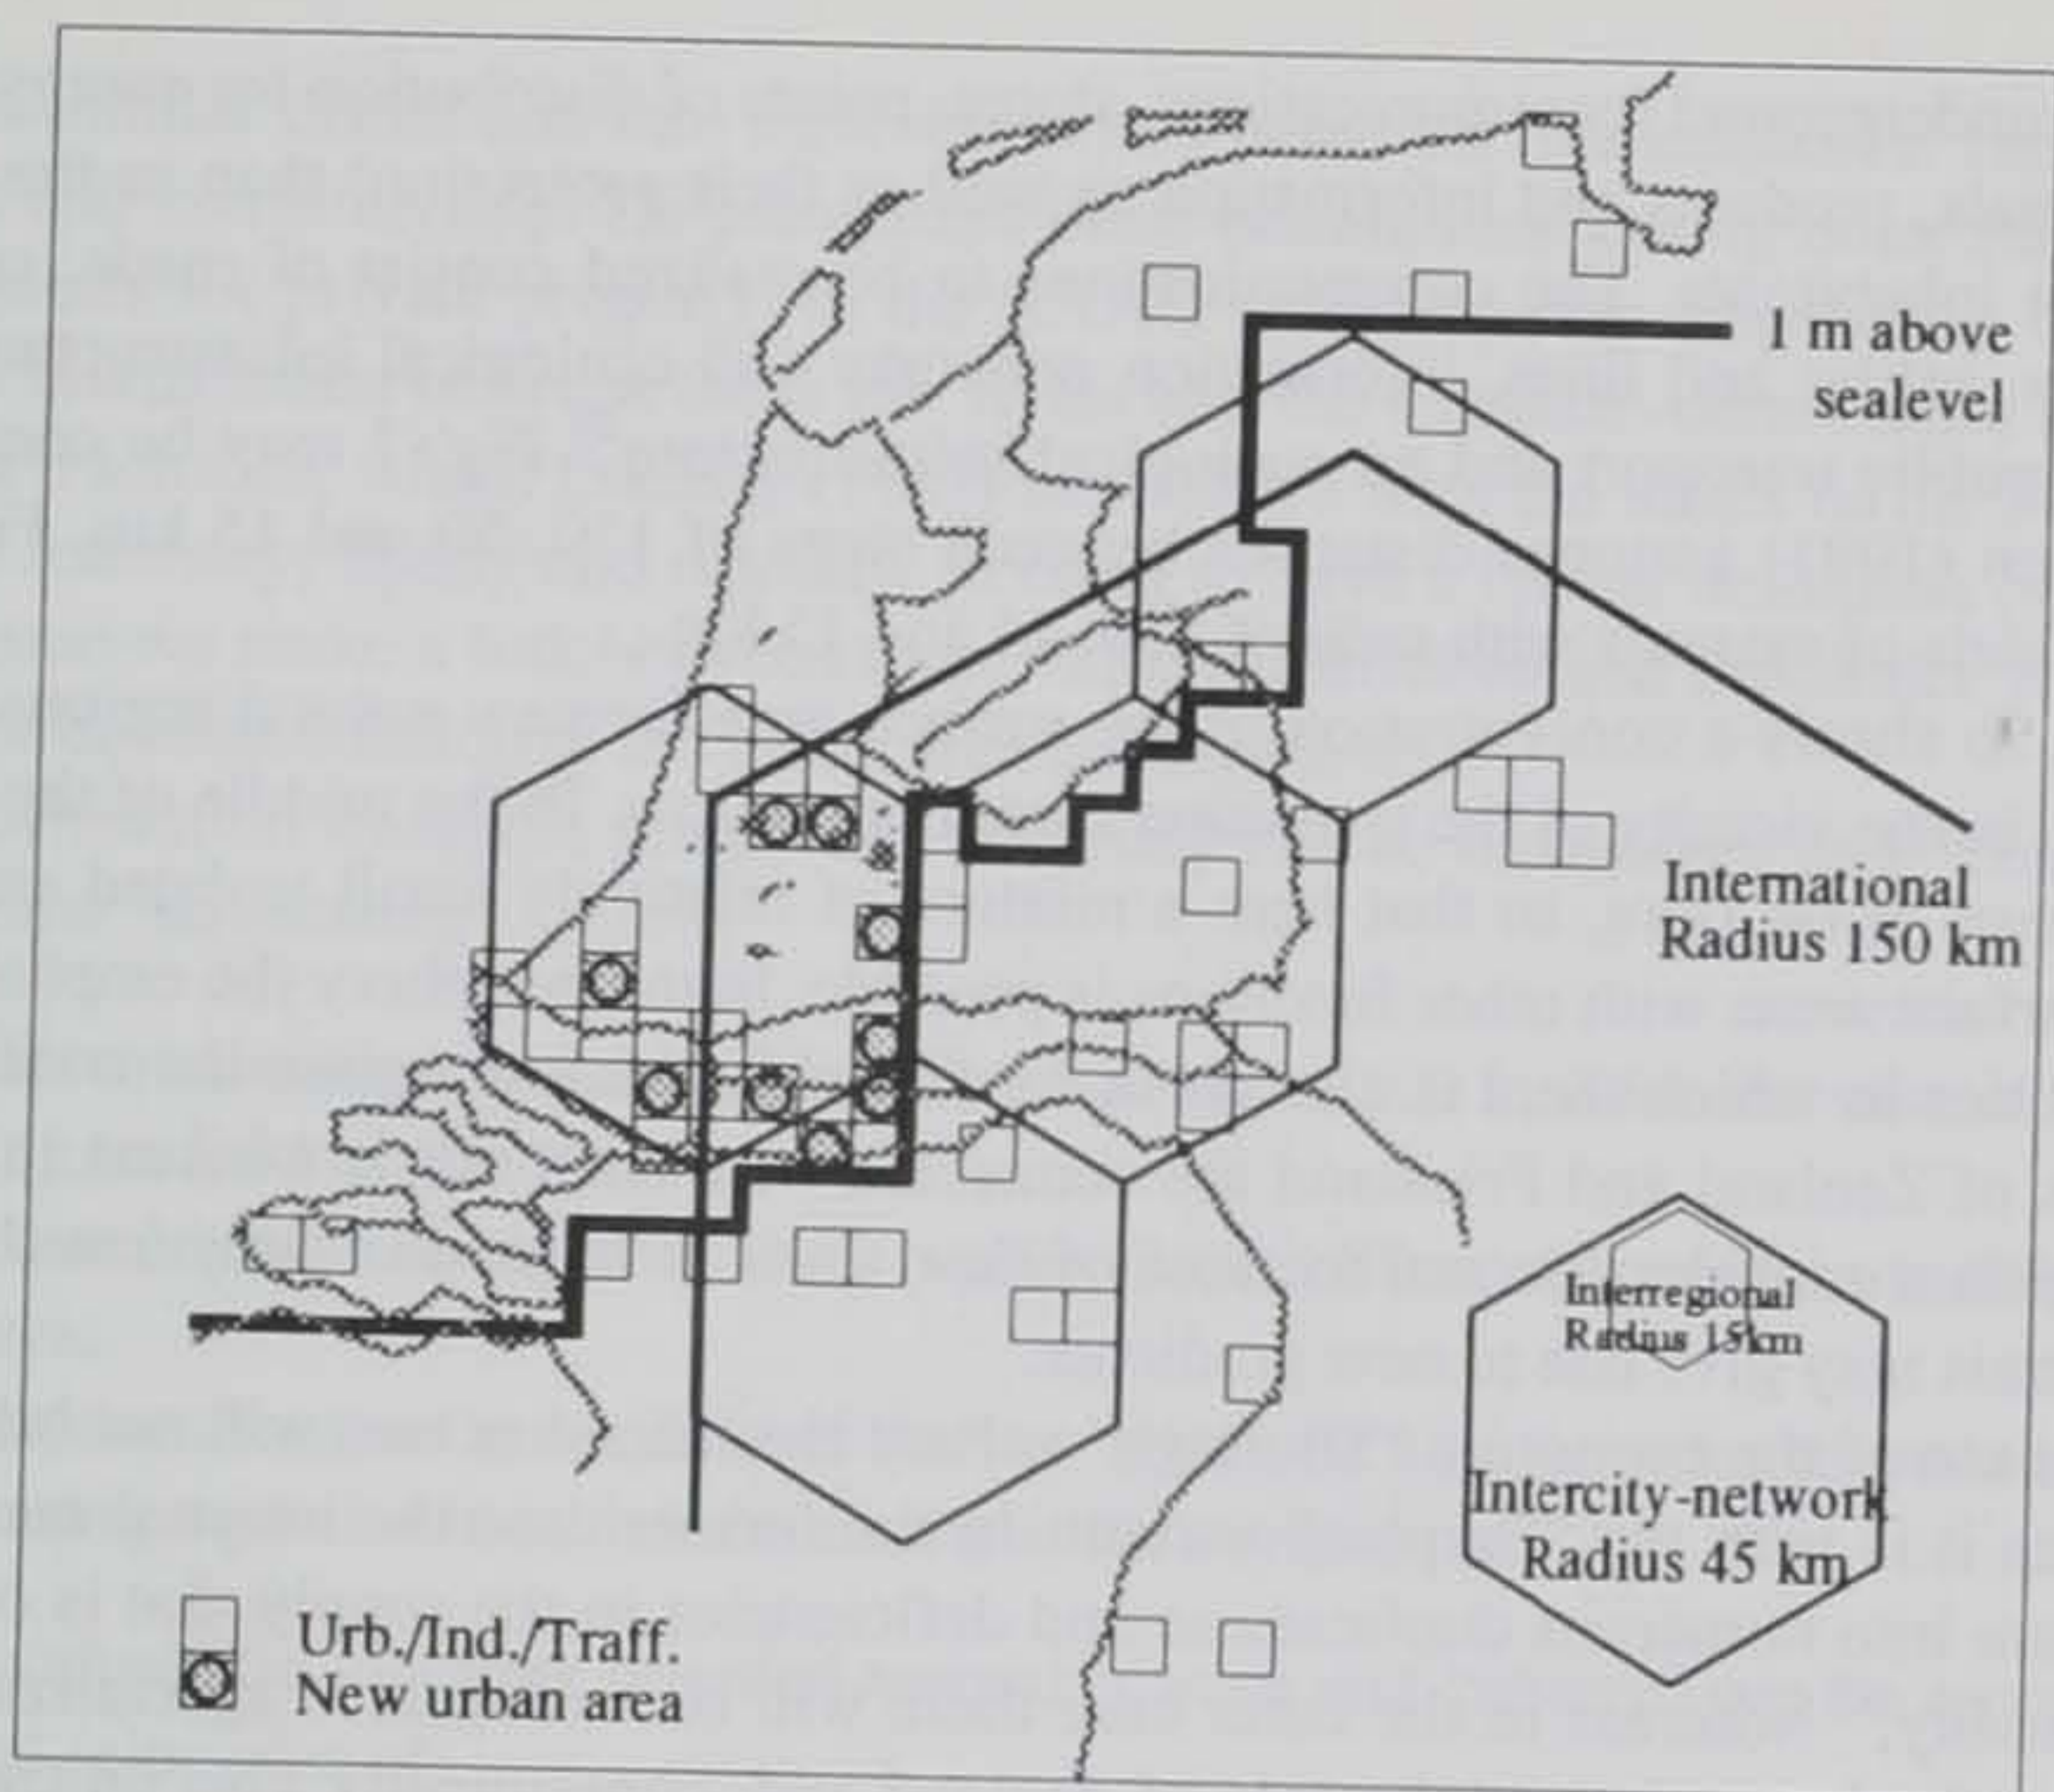 1 m above
sealevel
International
Radius 150 km
Interregional
Radius 15km
Intercity-network
Radius 45 km
Urb./Ind./Traff.
New urban area